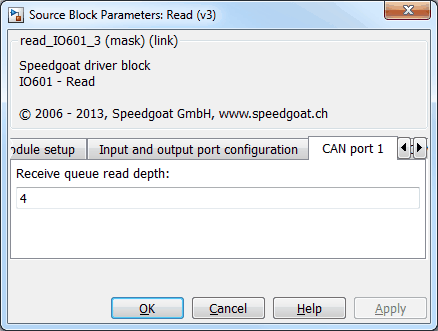 Source Block Parameters: Read (v3)
read_IO601_3 (mask) (link)
Speedgoat driver block
IO601 - Read
© 2006 - 2013, Speedgoat GmbH, www.speedgoat.ch
setup Input and output port configuration CAN port 1
Receive queue read depth:
4
OK Cancel Help Apply